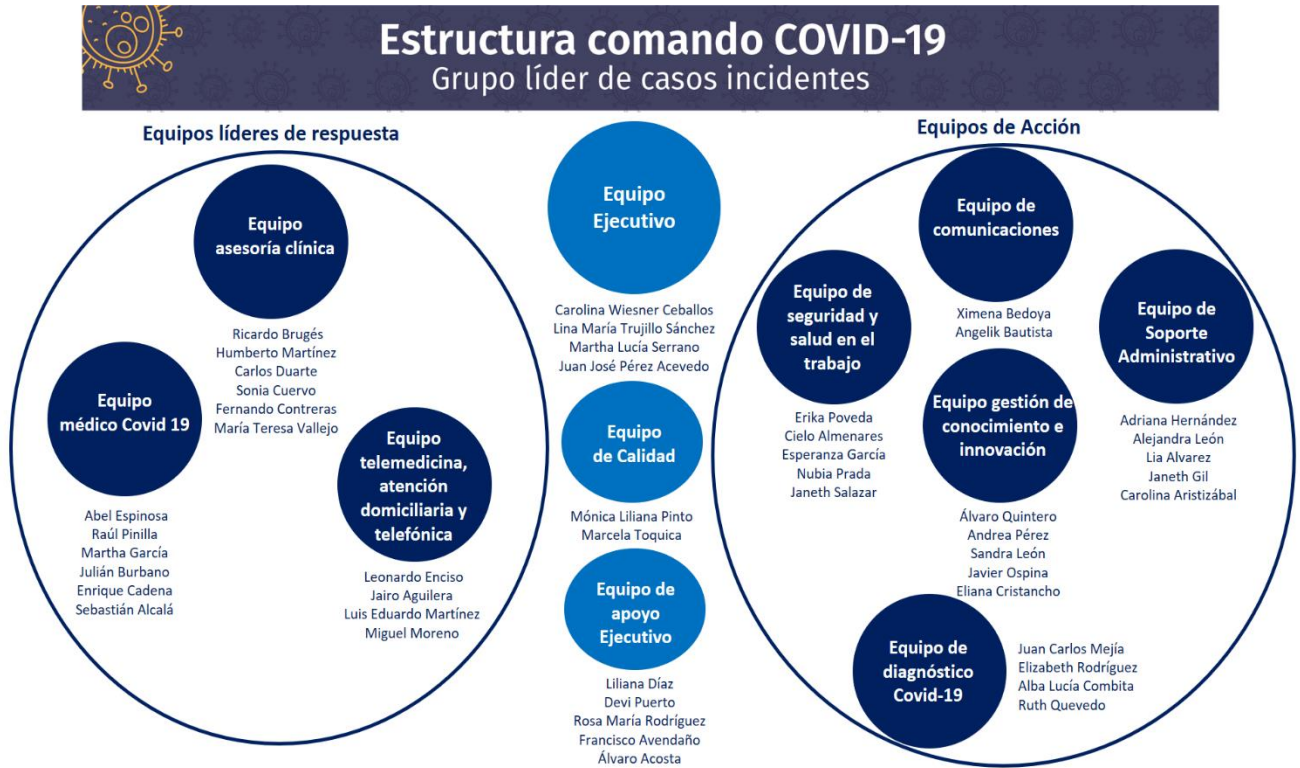 Estructura comando COVID-19
Grupo líder de casos incidentes
Equipos líderes de respuesta
Equipo
asesoría clínica
Ricardo Brugés
Humberto Martínez
Carlos Duarte
Sonia Cuervo
Fernando Contreras
María Teresa Vallejo
Equipo
médico Covid 19
Abel Espinosa
Raúl Pinilla
Martha García
Julián Burbano
Enrique Cadena
Sebastián Alcalá
Equipo
telemedicina,
atención
domiciliaria y
telefónica
Leonardo Enciso
Jairo Aguilera
Luis Eduardo Martínez
Miguel Moreno
Equipo
Ejecutivo
Carolina Wiesner Ceballos
Lina María Trujillo Sánchez
Martha Lucía Serrano
Juan José Pérez Acevedo
Equipo
de Calidad
Mónica Liliana Pinto
Marcela Toquica
Equipo de
apoyo
Ejecutivo
Liliana Díaz
Devi Puerto
Rosa María Rodríguez
Francisco Avendaño
Álvaro Acosta
Equipos de Acción
Equipo de
comunicaciones
Ximena Bedoya
Angelik Bautista
Equipo de
seguridad y
salud en el
trabajo
Erika Poveda
Cielo Almenares
Esperanza García
Nubia Prada
Janeth Salazar
Equipo gestión de
conocimiento e
innovación
Álvaro Quintero
Andrea Pérez
Sandra León
Javier Ospina
Eliana Cristancho
Equipo de
Soporte
Administrativo
Adriana Hernández
Alejandra León
Lia Alvarez
Janeth Gil
Carolina Aristizábal
Equipo de
diagnóstico
Covid-19
Juan Carlos Mejía
Elizabeth Rodríguez
Alba Lucía Combita
Ruth Quevedo